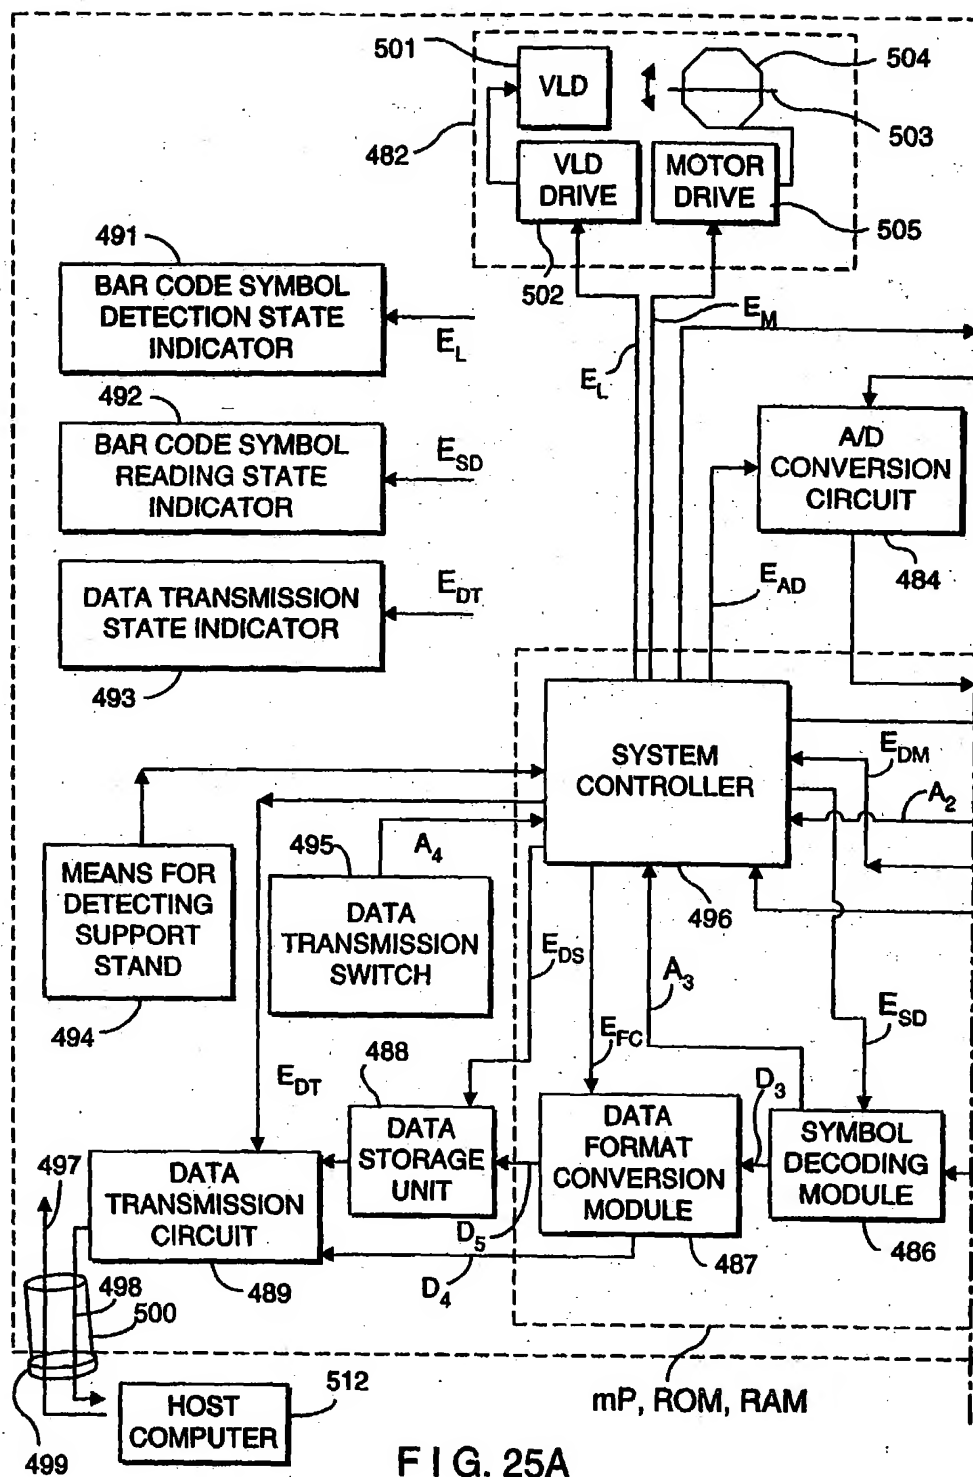 501
VLD
504
503
482
VLD
DRIVE
MOTOR
DRIVE
505
502
491
BAR CODE SYMBOL
DETECTION STATE
INDICATOR
E_L
E_M
E_L
492
BAR CODE SYMBOL
READING STATE
INDICATOR
E_SD
A/D
CONVERSION
CIRCUIT
484
E_AD
DATA TRANSMISSION
STATE INDICATOR
E_DT
493
SYSTEM
CONTROLLER
E_DM
A_2
495
A_4
496
MEANS FOR
DETECTING
SUPPORT
STAND
494
DATA
TRANSMISSION
SWITCH
E_DS
A_3
E_SD
E_FC
E_DT
488
DATA
STORAGE
UNIT
DATA
FORMAT
CONVERSION
MODULE
D_3
SYMBOL
DECODING
MODULE
497
DATA
TRANSMISSION
CIRCUIT
D_5
487
486
489
D_4
498
500
512
HOST
COMPUTER
499
mP, ROM, RAM
FIG. 25A